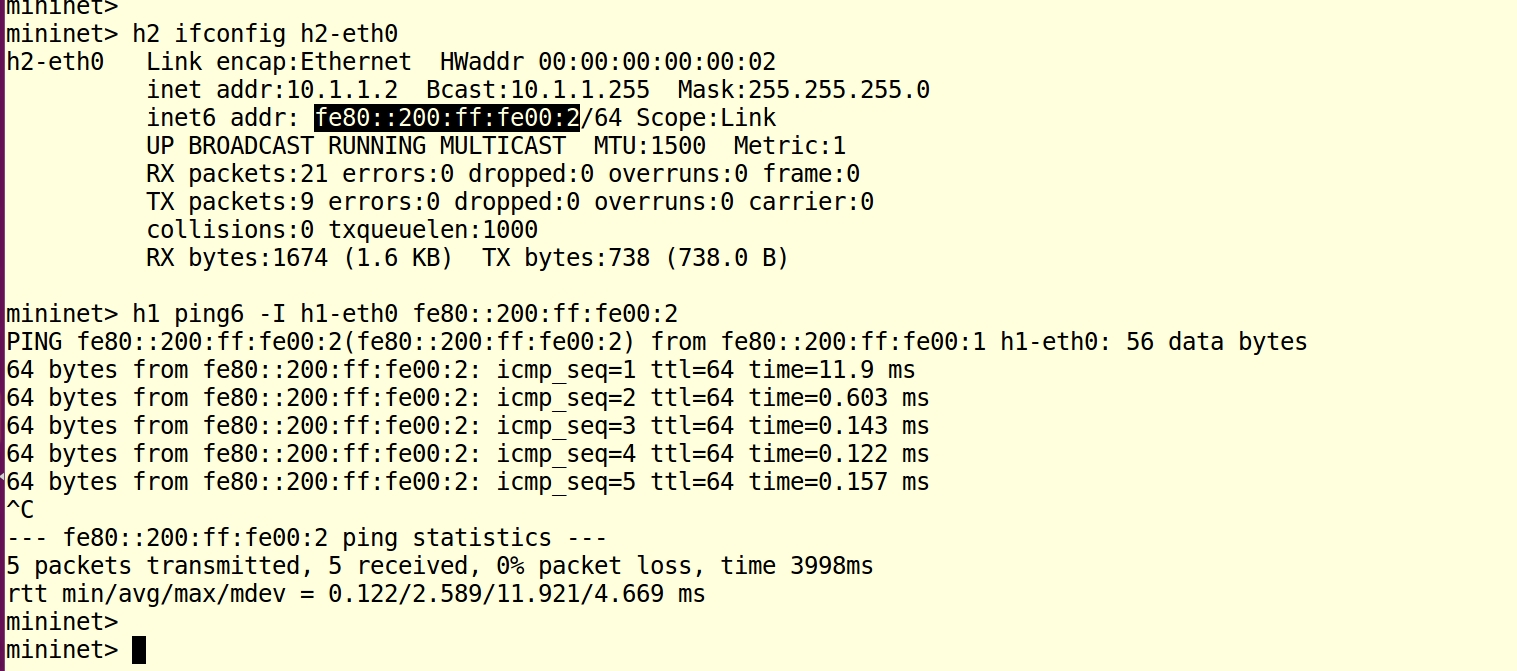 mininet>
mininet> h2 ifconfig h2-eth0
h2-eth0   Link encap:Ethernet  HWaddr 00:00:00:00:00:02
          inet addr:10.1.1.2  Bcast:10.1.1.255  Mask:255.255.255.0
          inet6 addr: fe80::200:ff:fe00:2/64 Scope:Link
          UP BROADCAST RUNNING MULTICAST  MTU:1500  Metric:1
          RX packets:21 errors:0 dropped:0 overruns:0 frame:0
          TX packets:9 errors:0 dropped:0 overruns:0 carrier:0
          collisions:0 txqueuelen:1000
          RX bytes:1674 (1.6 KB)  TX bytes:738 (738.0 B)

mininet> h1 ping6 -I h1-eth0 fe80::200:ff:fe00:2
PING fe80::200:ff:fe00:2(fe80::200:ff:fe00:2) from fe80::200:ff:fe00:1 h1-eth0: 56 data bytes
64 bytes from fe80::200:ff:fe00:2: icmp_seq=1 ttl=64 time=11.9 ms
64 bytes from fe80::200:ff:fe00:2: icmp_seq=2 ttl=64 time=0.603 ms
64 bytes from fe80::200:ff:fe00:2: icmp_seq=3 ttl=64 time=0.143 ms
64 bytes from fe80::200:ff:fe00:2: icmp_seq=4 ttl=64 time=0.122 ms
64 bytes from fe80::200:ff:fe00:2: icmp_seq=5 ttl=64 time=0.157 ms
^C
--- fe80::200:ff:fe00:2 ping statistics ---
5 packets transmitted, 5 received, 0% packet loss, time 3998ms
rtt min/avg/max/mdev = 0.122/2.589/11.921/4.669 ms
mininet>
mininet>